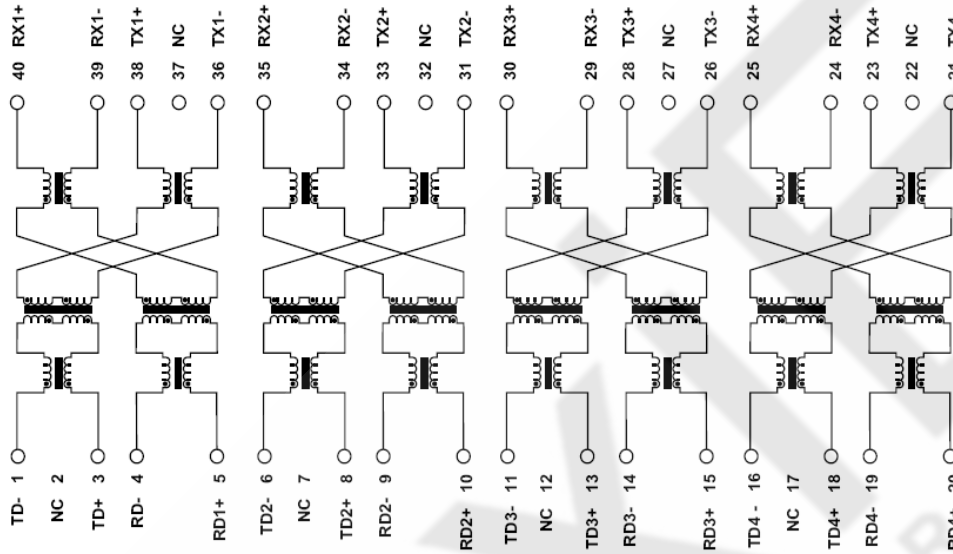 40 RX1+
39 RX1-
38 TX1+
37 NC
36 TX1-
35 RX2+
34 RX2-
33 TX2+
32 NC
31 TX2-
30 RX3+
29 RX3-
28 TX3+
27 NC
26 TX3-
25 RX4+
24 RX4-
23 TX4+
22 NC
21 TX4
TD- 1
NC 2
TD+ 3
RD- 4
RD1+ 5
TD2- 6
NC 7
TD2+ 8
RD2- 9
RD2+ 10
TD3- 11
NC 12
TD3+ 13
RD3- 14
RD3+ 15
TD4 - 16
NC 17
TD4+ 18
RD4- 19
RD4+ 20